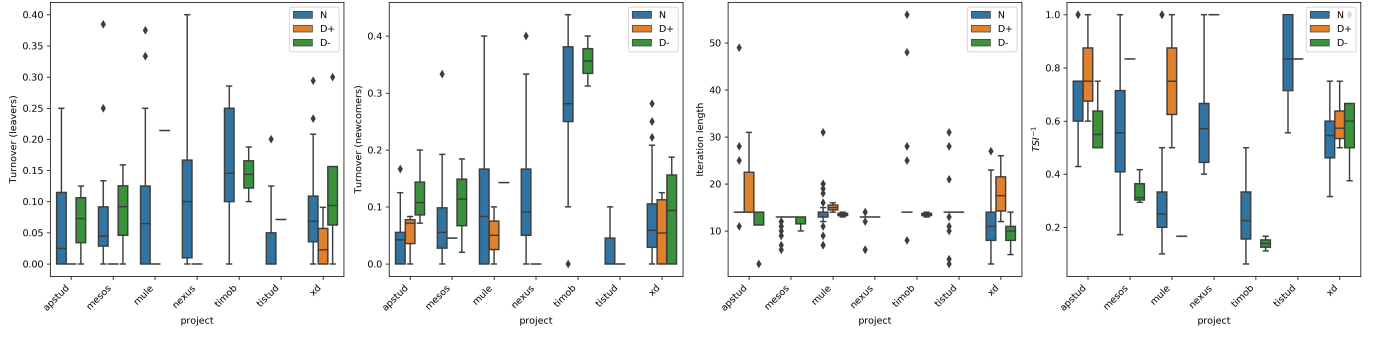 Turnover (leavers)
0.40
0.35
0.30
0.25
0.20
0.15
0.10
0.05
0.00
N
D+
D-
apstud
mesos
mule
nexus
timob
tistud
xd
project
Turnover (newcomers)
0.4
0.3
0.2
0.1
0.0
N
D+
D-
apstud
mesos
mule
nexus
timob
tistud
xd
project
Iteration length
50
40
30
20
10
N
D+
D-
apstud
mesos
mule
nexus
timob
tistud
xd
project
TSI⁻¹
1.0
0.8
0.6
0.4
0.2
N
D+
D-
apstud
mesos
mule
nexus
timob
tistud
xd
project